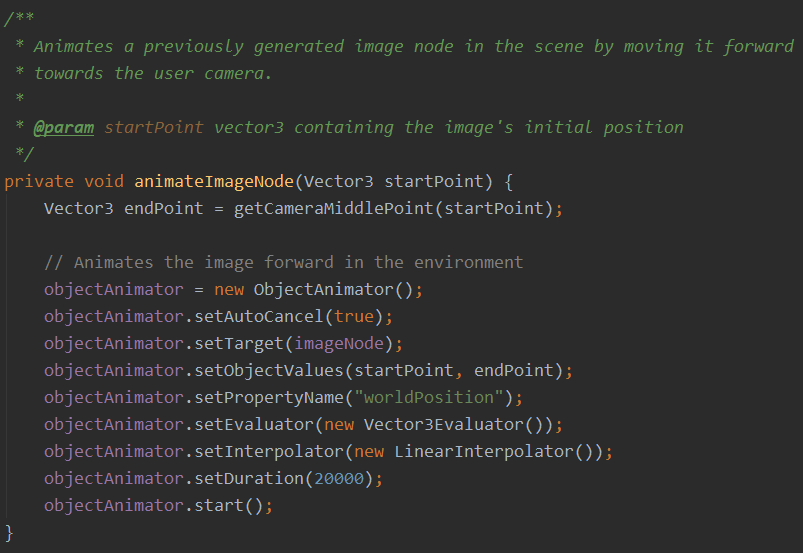 /**
 * Animates a previously generated image node in the scene by moving it forward
 * towards the user camera.
 *
 * @param startPoint vector3 containing the image's initial position
 */
private void animateImageNode(Vector3 startPoint) {
    Vector3 endPoint = getCameraMiddlePoint(startPoint);

    // Animates the image forward in the environment
    objectAnimator = new ObjectAnimator();
    objectAnimator.setAutoCancel(true);
    objectAnimator.setTarget(imageNode);
    objectAnimator.setObjectValues(startPoint, endPoint);
    objectAnimator.setPropertyName("worldPosition");
    objectAnimator.setEvaluator(new Vector3Evaluator());
    objectAnimator.setInterpolator(new LinearInterpolator());
    objectAnimator.setDuration(20000);
    objectAnimator.start();
}